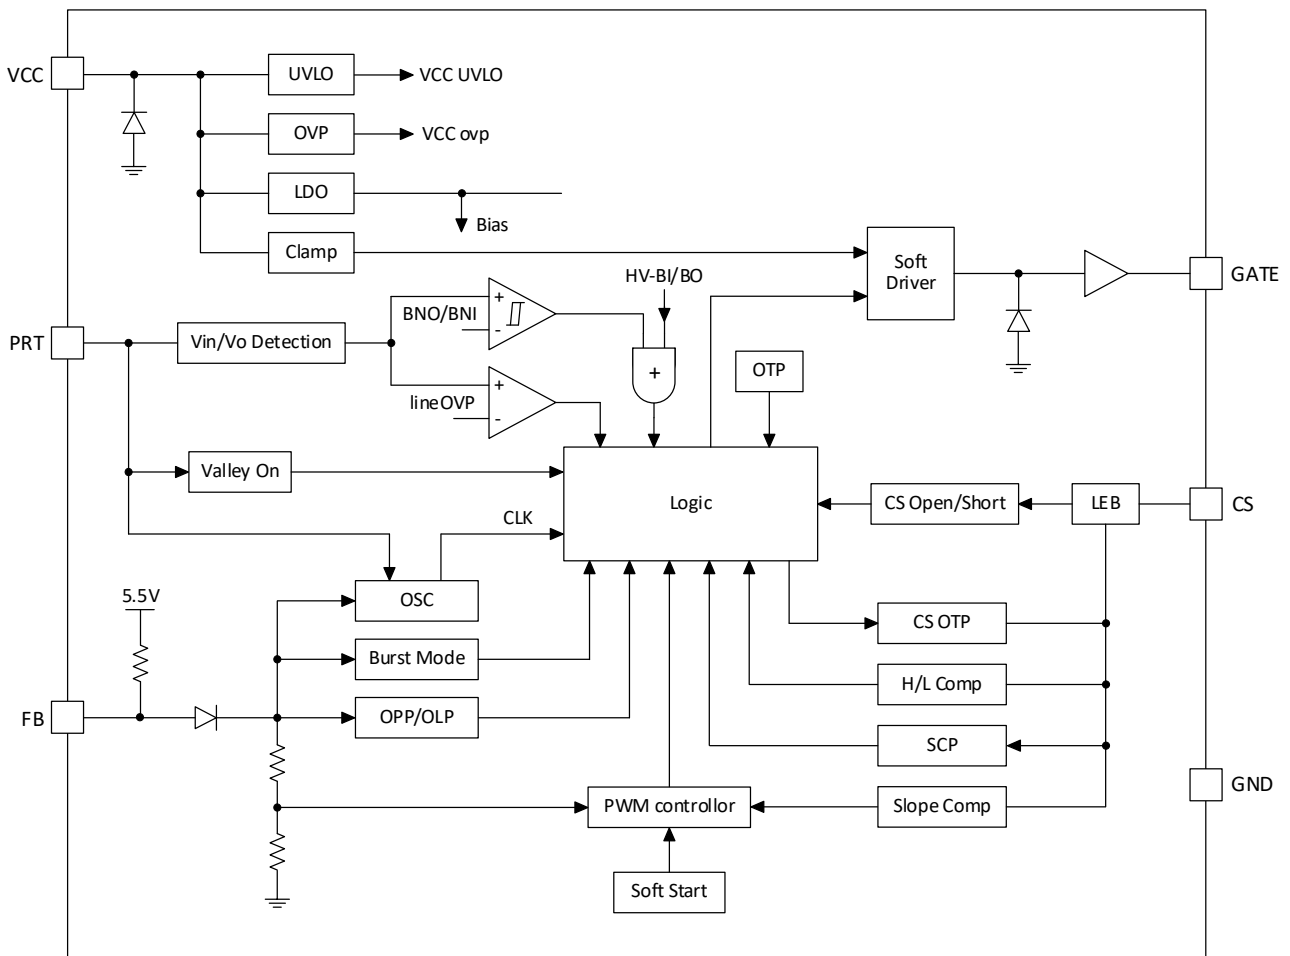 VCC
UVLO
VCC UVLO
OVP
VCC ovp
LDO
Bias
Clamp
Soft
Driver
GATE
HV-BI/BO
BNO/BNI
+
-
PRT
Vin/Vo Detection
+
OTP
lineOVP
+
-
Valley On
Logic
CS Open/Short
LEB
CS
CLK
5.5V
OSC
CS OTP
Burst Mode
H/L Comp
FB
OPP/OLP
SCP
GND
PWM controllor
Slope Comp
Soft Start